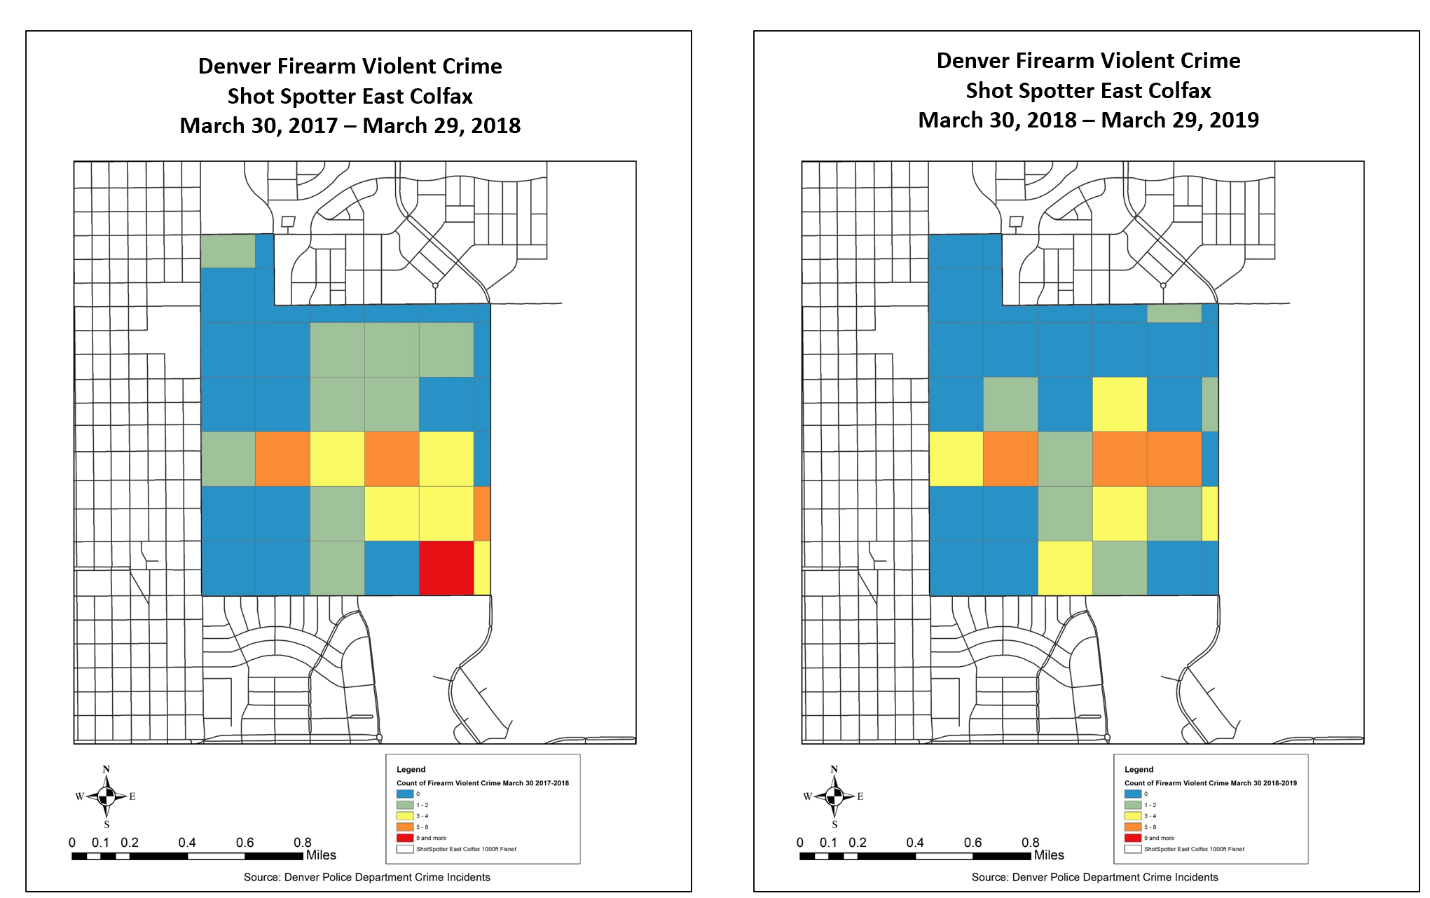 Denver Firearm Violent Crime
Shot Spotter East Colfax
March 30, 2017 – March 29, 2018
N
W E
S
0 0.1 0.2 0.4 0.6 0.8
Miles
Legend
Count of Firearm Violent Crime March 30 2017-2018
0
1 - 2
3 - 4
5 - 8
9 and more
ShotSpotter East Colfax 1000ft Fisnet
Source: Denver Police Department Crime Incidents
Denver Firearm Violent Crime
Shot Spotter East Colfax
March 30, 2018 – March 29, 2019
N
W E
S
0 0.1 0.2 0.4 0.6 0.8
Miles
Legend
Count of Firearm Violent Crime March 30 2018-2019
0
1 - 2
3 - 4
5 - 8
9 and more
ShotSpotter East Colfax 1000ft Fisnet
Source: Denver Police Department Crime Incidents